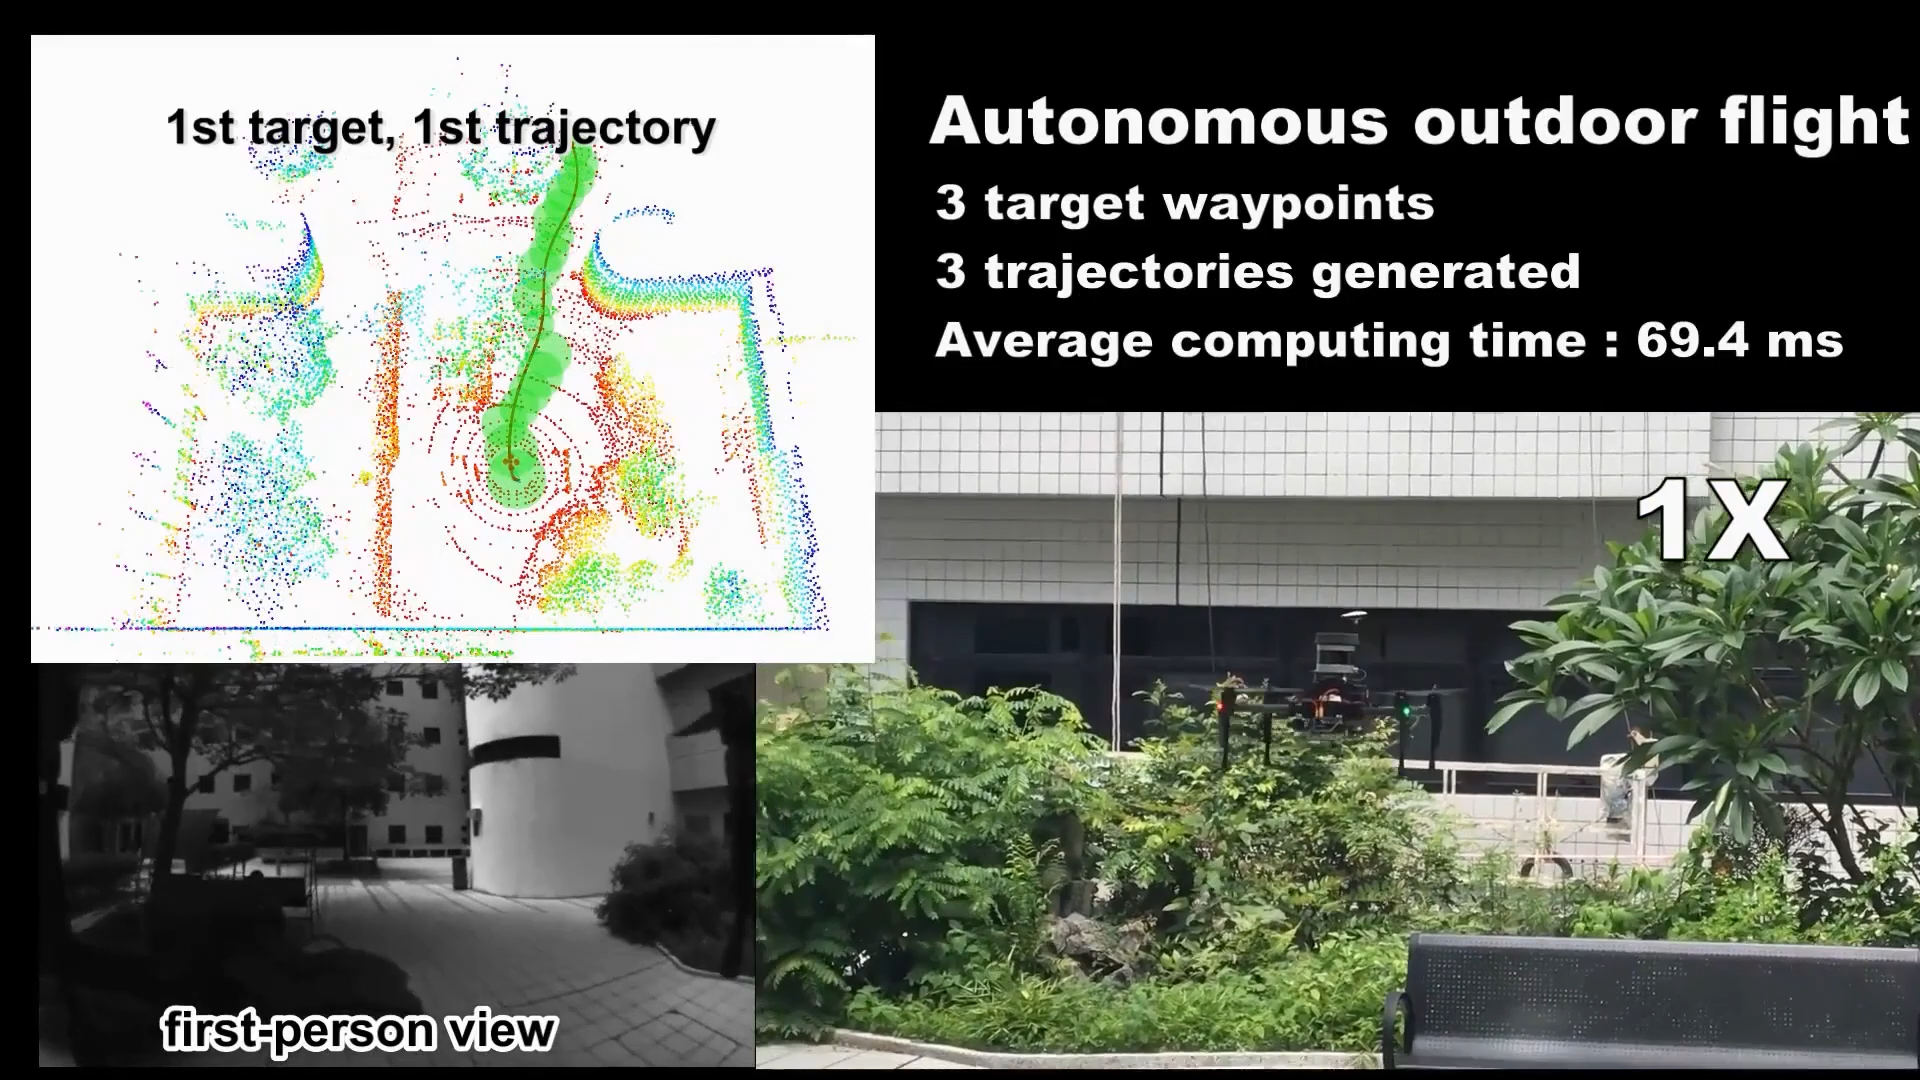 1st target, 1st trajectory
Autonomous outdoor flight
3 target waypoints
3 trajectories generated
Average computing time : 69.4 ms
1X
first-person view